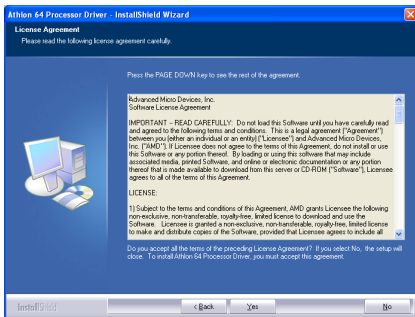 Athlon 64 Processor Driver - InstallShield Wizard
License Agreement
Please read the following license agreement carefully.
Press the PAGE DOWN key to see the rest of the agreement.
Advanced Micro Devices, Inc.
Software License Agreement
IMPORTANT – READ CAREFULLY: Do not load this Software until you have carefully read
and agreed to the following terms and conditions. This is a legal agreement ("Agreement")
between you (either an individual or an entity) ("Licensee") and Advanced Micro Devices,
Inc. ("AMD"). If Licensee does not agree to the terms of this Agreement, do not install or use
this Software or any portion thereof. By loading or using this software that may include
associated media, printed Software, and online or electronic documentation or any portion
thereof that is made available to download from this server or CD-ROM ("Software"), Licensee
agrees to all of the terms of this Agreement.
LICENSE:
1) Subject to the terms and conditions of this Agreement, AMD grants Licensee the following
non-exclusive, non-transferable, royalty-free, limited license to download and use the
Software. Licensee is granted a non-exclusive, non-transferable, royalty-free, limited license
to make and distribute copies of the Software, provided that Licensee agrees to include all
Do you accept all the terms of the preceding License Agreement? If you select No, the setup will
close. To install Athlon 64 Processor Driver, you must accept this agreement.
InstallShield
< Back
Yes
No